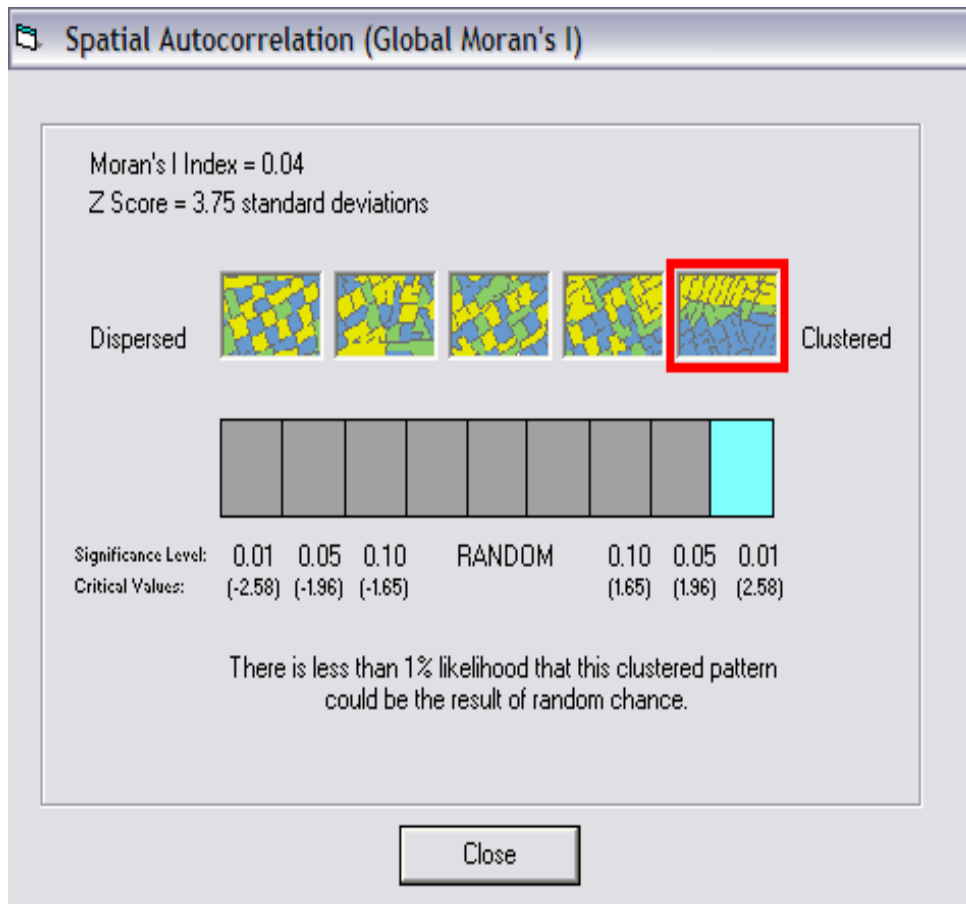 Spatial Autocorrelation (Global Moran's I)
Moran's I Index = 0.04
Z Score = 3.75 standard deviations
Dispersed
Clustered
Significance Level: 0.01 0.05 0.10 RANDOM 0.10 0.05 0.01
Critical Values: (-2.58) (-1.96) (-1.65) (1.65) (1.96) (2.58)
There is less than 1% likelihood that this clustered pattern
could be the result of random chance.
Close